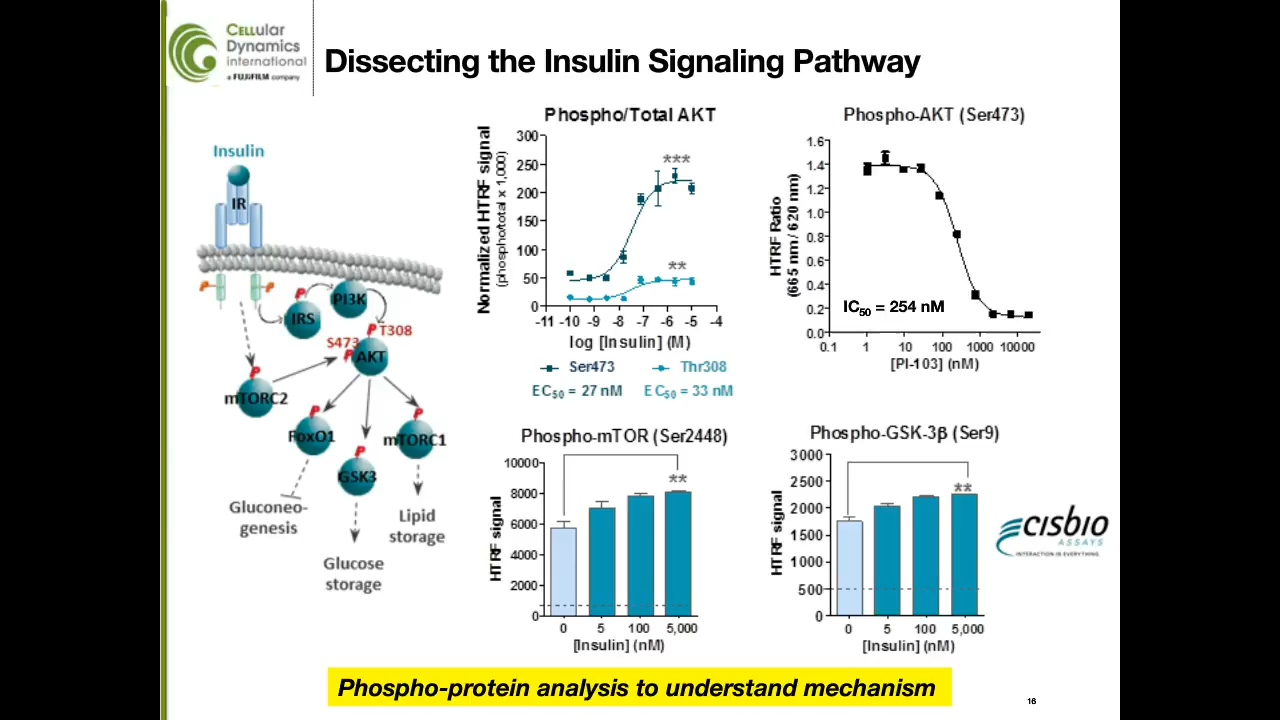 CELLular
Dynamics
international
a FUJIFILM company
Dissecting the Insulin Signaling Pathway
Insulin
IR
P
P
P
IRS
P
PI3K
P
T308
S473
P
AKT
P
mTORC2
P
FoxO1
P
mTORC1
P
GSK3
Gluconeo-
genesis
Lipid
storage
Glucose
storage
Phospho/Total AKT
Normalized HTRF signal
(phospho/total x 1,000)
300
250
200
150
100
50
0
***
**
-11 -10 -9 -8 -7 -6 -5 -4
log [Insulin] (M)
Ser473 Thr308
EC50 = 27 nM EC50 = 33 nM
Phospho-AKT (Ser473)
HTRF Ratio
(665 nm / 620 nm)
1.6
1.4
1.2
1.0
0.8
0.6
0.4
0.2
0.0
IC50 = 254 nM
0.1 1 10 100 1000 10000
[PI-103] (nM)
Phospho-mTOR (Ser2448)
HTRF signal
10000
8000
6000
4000
2000
0
**
0 5 100 5,000
[Insulin] (nM)
Phospho-GSK-3β (Ser9)
HTRF signal
3000
2500
2000
1500
1000
500
0
**
0 5 100 5,000
[Insulin] (nM)
cisbio
ASSAYS
INTERACTION IS EVERYTHING
Phospho-protein analysis to understand mechanism
16